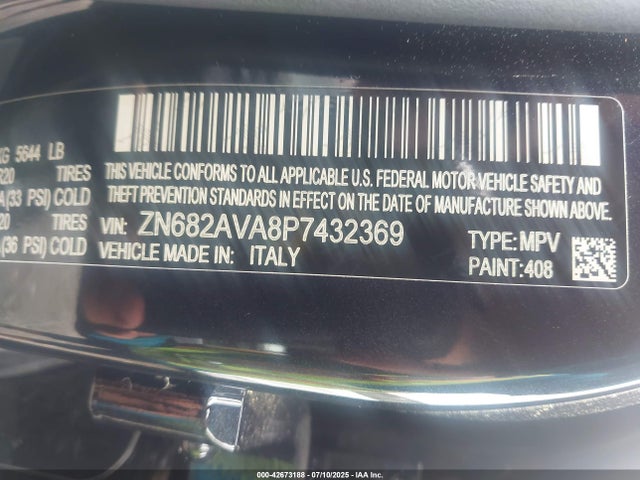 KG 5644 LB
R20 TIRES
(33 PSI) COLD
20 TIRES
(36 PSI) COLD
THIS VEHICLE CONFORMS TO ALL APPLICABLE U.S. FEDERAL MOTOR VEHICLE SAFETY AND
THEFT PREVENTION STANDARDS IN EFFECT ON THE DATE OF MANUFACTURE SHOWN ABOVE.
VIN: ZN682AVA8P7432369
VEHICLE MADE IN: ITALY
TYPE: MPV
PAINT: 408
000-42673188 - 07/10/2025 - IAA Inc.